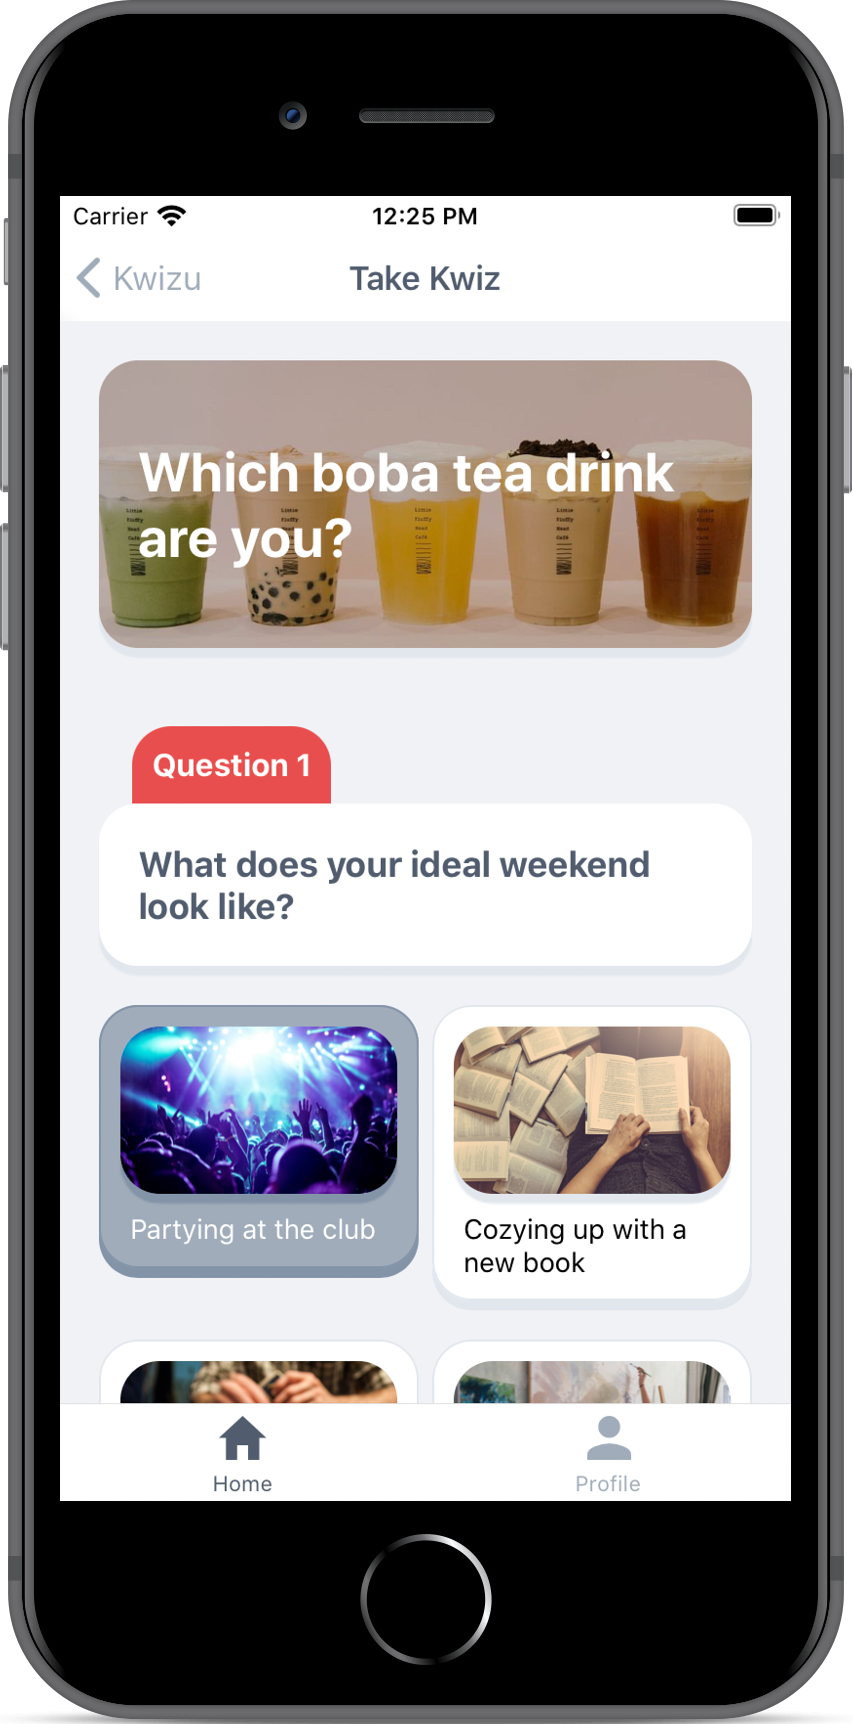 Carrier
12:25 PM
Kwizu
Take Kwiz
Which boba tea drink
are you?
Question 1
What does your ideal weekend
look like?
Partying at the club
Cozying up with a
new book
Home
Profile